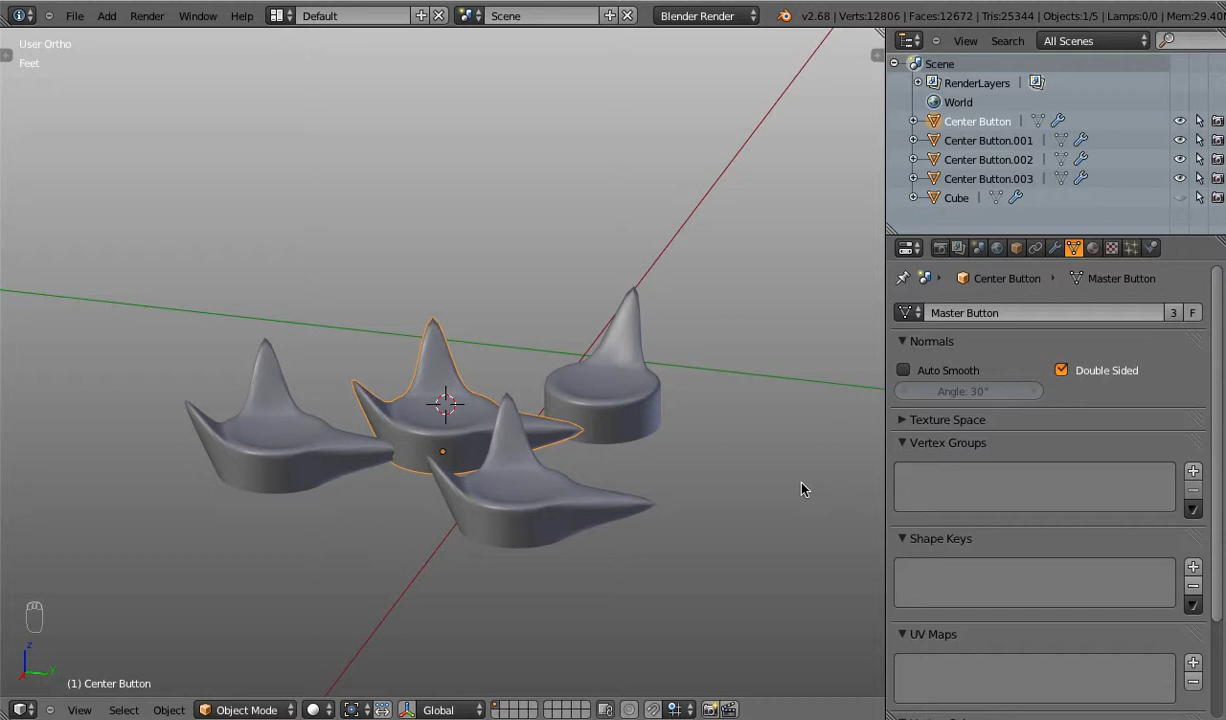 File Add Render Window Help Default Scene Blender Render v2.68 | Verts:12806 | Faces:12672 | Tris:25344 | Objects:1/5 | Lamps:0/0 | Mem:29.40
User Ortho
Feet
View Search All Scenes
Scene
RenderLayers
World
Center Button
Center Button.001
Center Button.002
Center Button.003
Cube
Center Button Master Button
Master Button 3 F
Normals
Auto Smooth Double Sided
Angle: 30°
Texture Space
Vertex Groups
Shape Keys
UV Maps
z
y
(1) Center Button
View Select Object Object Mode Global